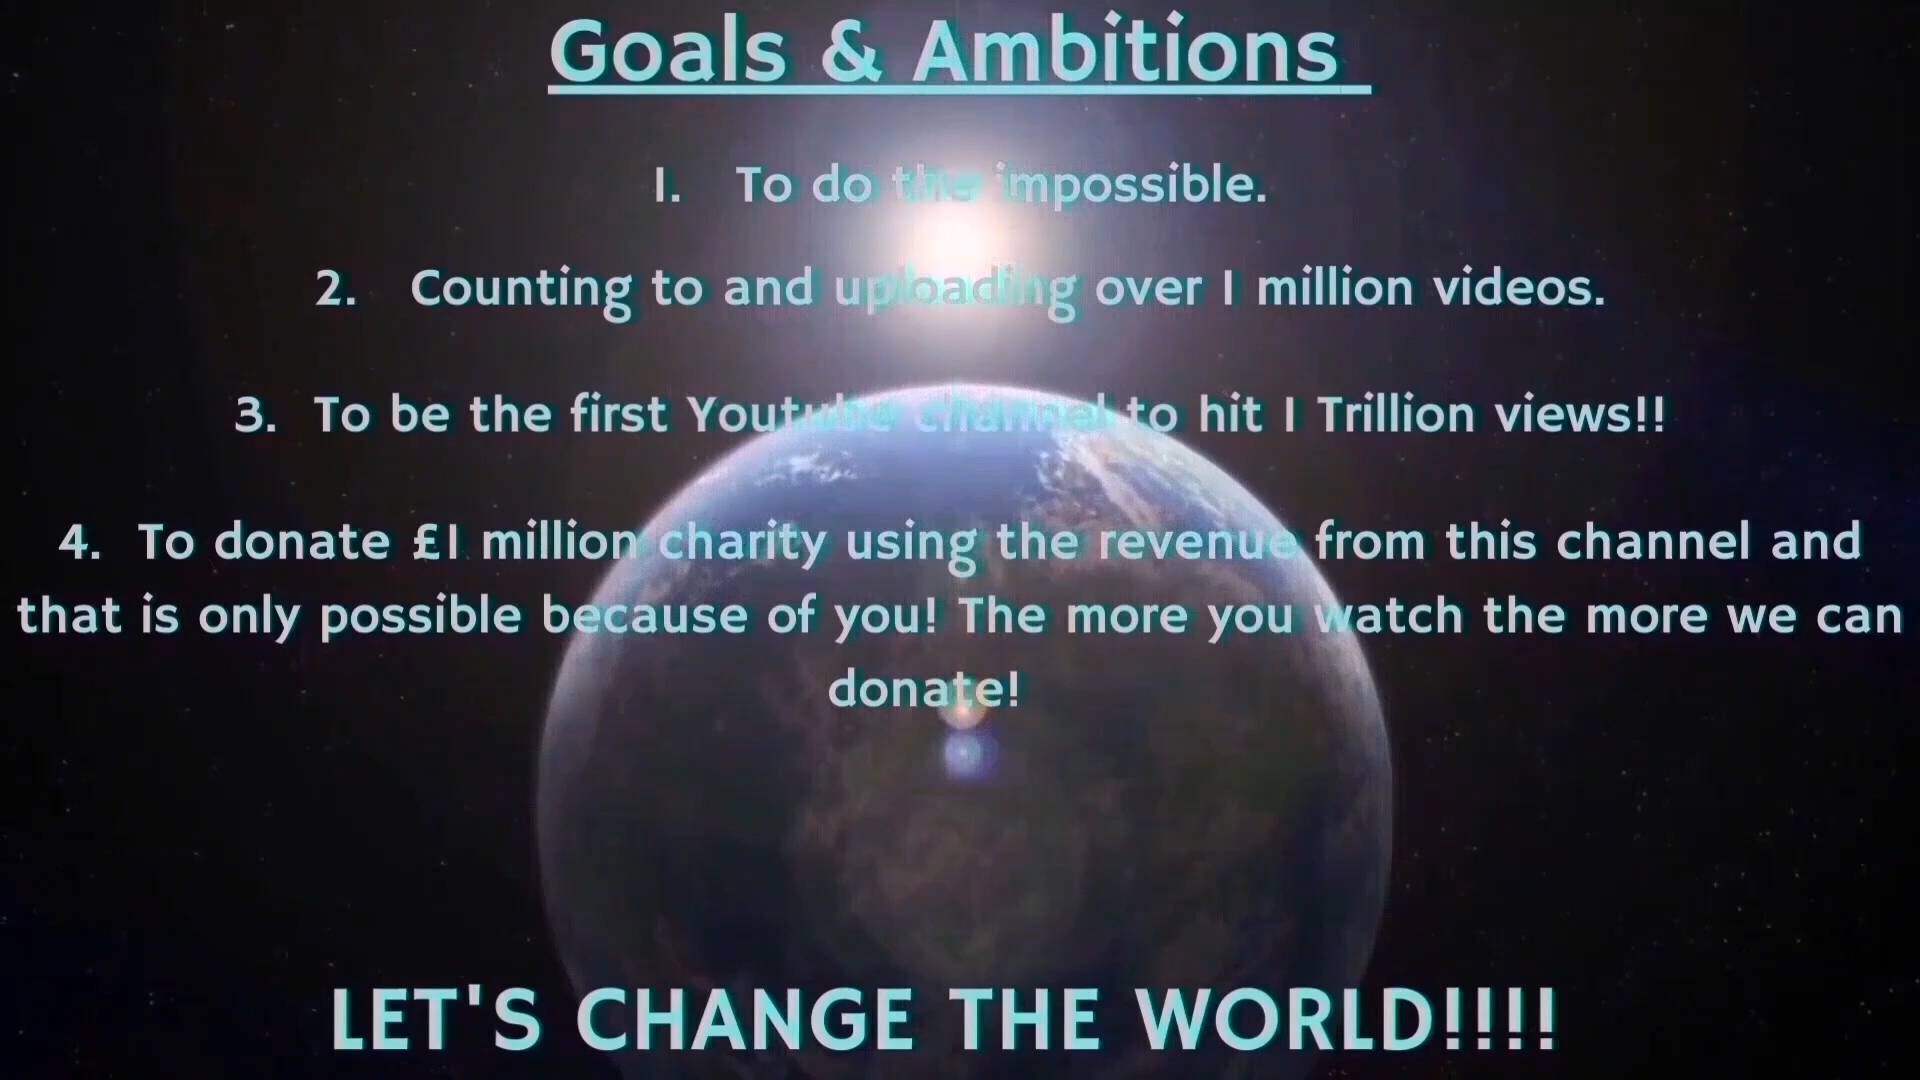 Goals & Ambitions
1. To do the impossible.
2. Counting to and uploading over 1 million videos.
3. To be the first Youtube channel to hit 1 Trillion views!!
4. To donate £1 million charity using the revenue from this channel and
that is only possible because of you! The more you watch the more we can
donate!
LET'S CHANGE THE WORLD!!!!